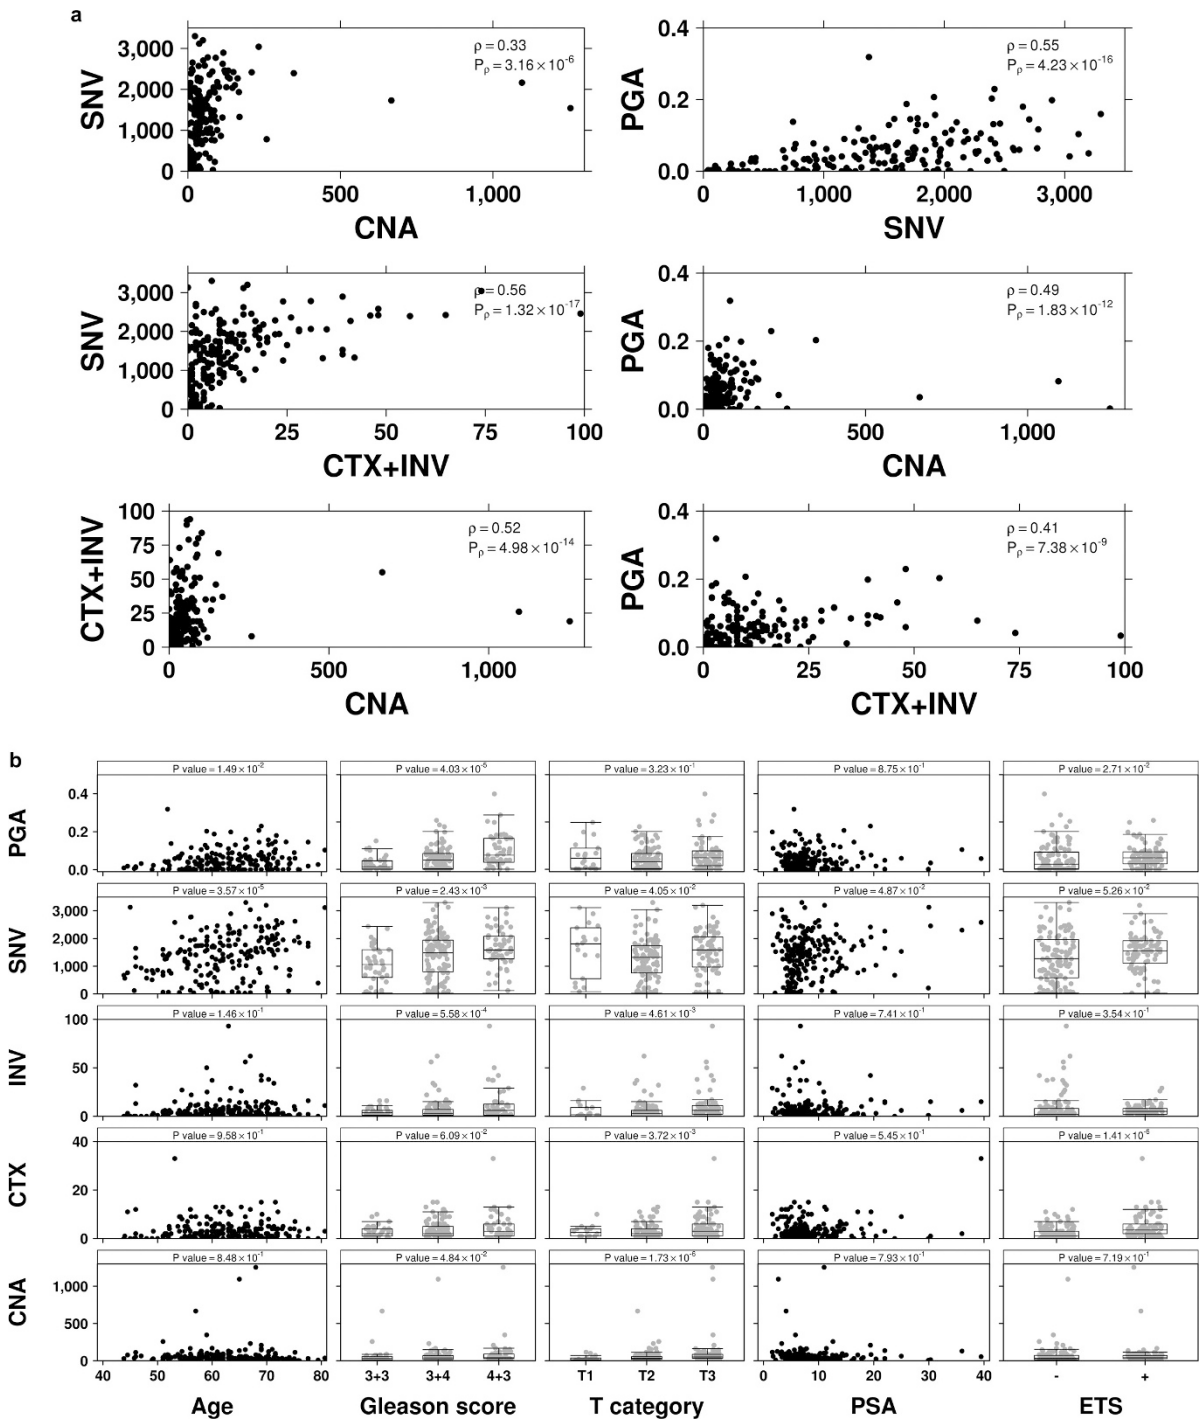 a
3,000
2,000
1,000
0
SNV
ρ = 0.33
Pρ = 3.16 × 10-6
0 500 1,000
CNA
0.4
0.2
0.0
PGA
ρ = 0.55
Pρ = 4.23 × 10-16
1,000 2,000 3,000
SNV
3,000
2,000
1,000
0
SNV
ρ = 0.56
Pρ = 1.32 × 10-17
0 25 50 75 100
CTX+INV
0.4
0.2
0.0
PGA
ρ = 0.49
Pρ = 1.83 × 10-12
0 500 1,000
CNA
100
75
50
25
0
CTX+INV
ρ = 0.52
Pρ = 4.98 × 10-14
0 500 1,000
CNA
0.4
0.2
0.0
PGA
ρ = 0.41
Pρ = 7.38 × 10-9
0 25 50 75 100
CTX+INV
b
P value = 1.49 × 10-2 P value = 4.03 × 10-5 P value = 3.23 × 10-1 P value = 8.75 × 10-1 P value = 2.71 × 10-2
0.4
0.2
0.0
PGA
P value = 3.57 × 10-5 P value = 2.43 × 10-3 P value = 4.05 × 10-2 P value = 4.87 × 10-2 P value = 5.26 × 10-2
3,000
2,000
1,000
0
SNV
P value = 1.46 × 10-1 P value = 5.58 × 10-4 P value = 4.61 × 10-3 P value = 7.41 × 10-1 P value = 3.54 × 10-1
100
50
0
INV
P value = 9.58 × 10-1 P value = 6.09 × 10-2 P value = 3.72 × 10-3 P value = 5.45 × 10-1 P value = 1.41 × 10-6
40
20
0
CTX
P value = 8.48 × 10-1 P value = 4.84 × 10-2 P value = 1.73 × 10-6 P value = 7.93 × 10-1 P value = 7.19 × 10-1
1,000
500
0
CNA
40 50 60 70 80 3+3 3+4 4+3 T1 T2 T3 0 10 20 30 40 - +
Age Gleason score T category PSA ETS